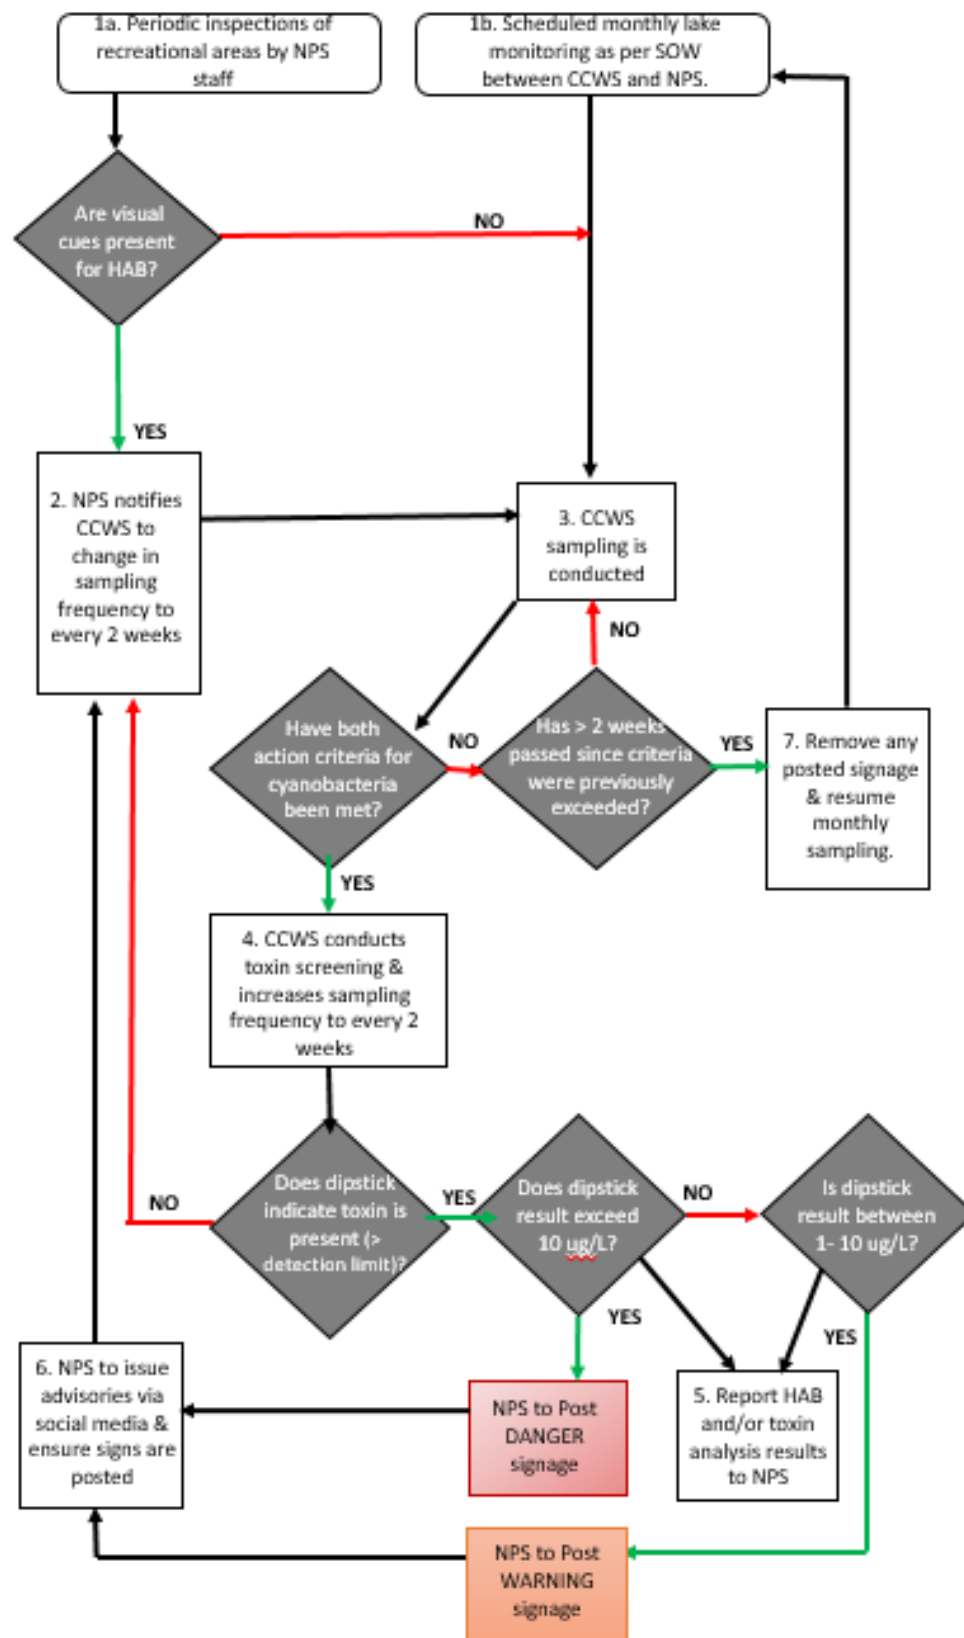 1a. Periodic inspections of
recreational areas by NPS
staff
1b. Scheduled monthly lake
monitoring as per SOW
between CCWS and NPS.
Are visual
cues present
for HAB?
NO
YES
2. NPS notifies
CCWS to
change in
sampling
frequency to
every 2 weeks
3. CCWS
sampling is
conducted
NO
Have both
action criteria for
cyanobacteria
been met?
NO
Has > 2 weeks
passed since criteria
were previously
exceeded?
YES
7. Remove any
posted signage
& resume
monthly
sampling.
YES
4. CCWS conducts
toxin screening &
increases sampling
frequency to every 2
weeks
Does dipstick
indicate toxin is
present (>
detection limit)?
NO
YES
Does dipstick
result exceed
10 ug/L?
NO
Is dipstick
result between
1- 10 ug/L?
YES
YES
6. NPS to issue
advisories via
social media &
ensure signs are
posted
NPS to Post
DANGER
signage
5. Report HAB
and/or toxin
analysis results
to NPS
NPS to Post
WARNING
signage